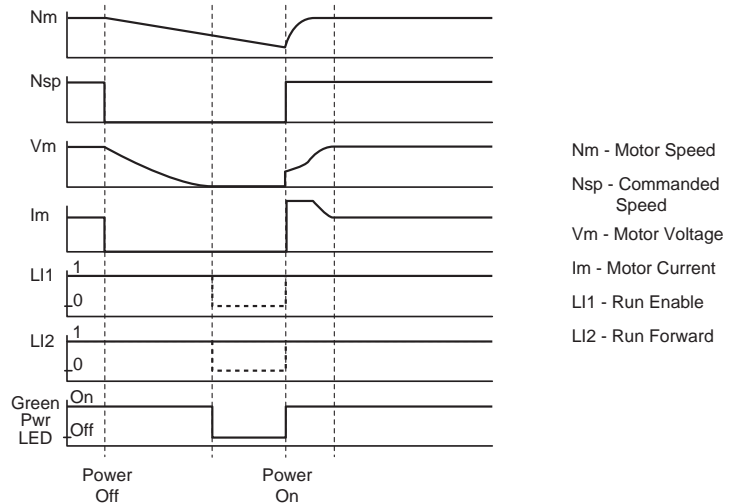 Nm
Nsp
Vm
Im
LI1
1
0
LI2
1
0
Green
Pwr
LED
On
Off
Power
Off
Power
On
Nm - Motor Speed
Nsp - Commanded
Speed
Vm - Motor Voltage
Im - Motor Current
LI1 - Run Enable
LI2 - Run Forward